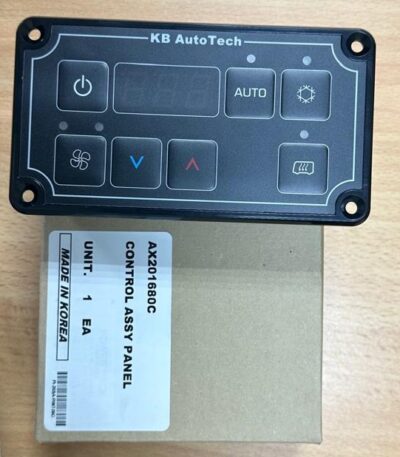 KB AutoTech
AUTO
AX201680C
CONTROL ASSY PANEL
UNIT. 1 EA
MADE IN KOREA